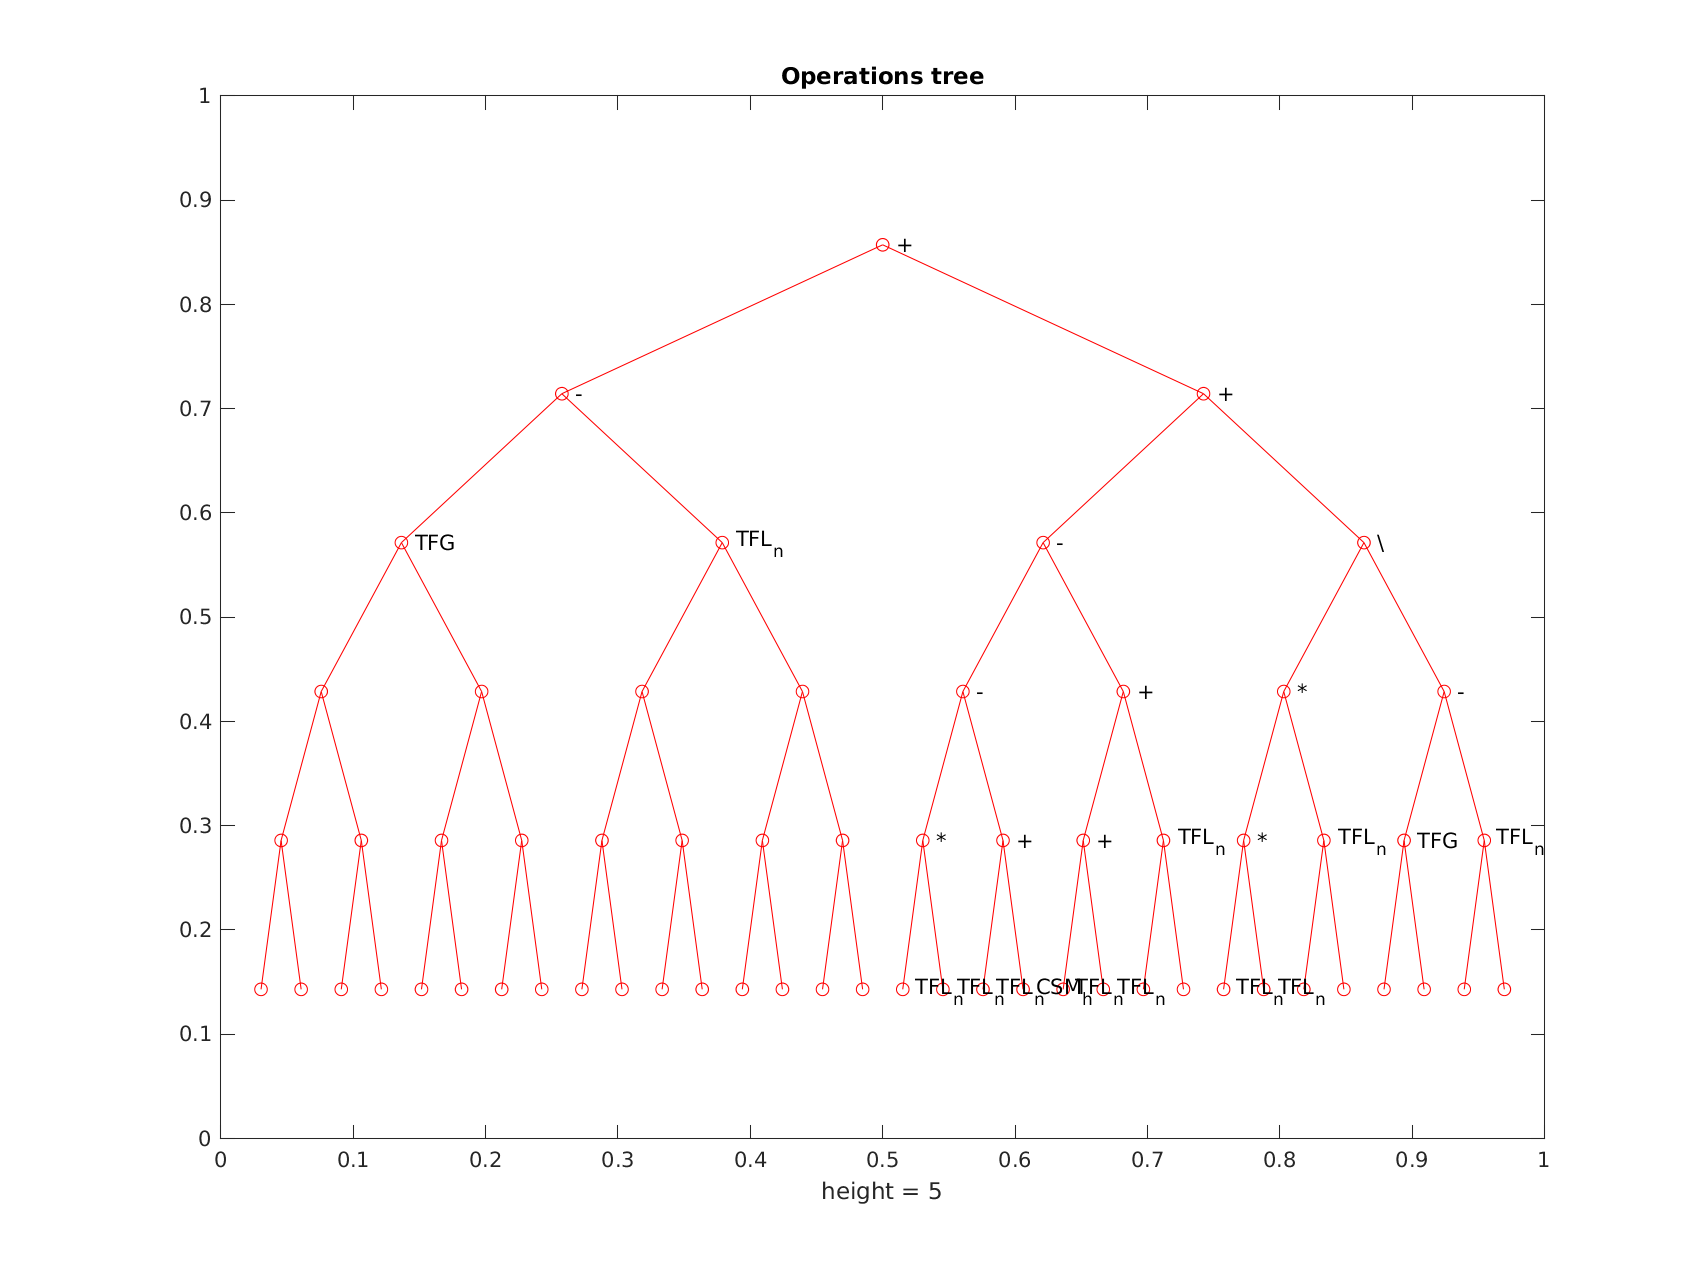 Operations tree
1
0.9
+
0.8
- +
0.7
0.6
TFG TFLn - \
0.5
- + * -
0.4
0.3
* + + TFLn * TFLn TFG TFLn
0.2
TFLn TFLn TFLn CSMn TFLn TFLn TFLn TFLn
0.1
0
0 0.1 0.2 0.3 0.4 0.5 0.6 0.7 0.8 0.9 1
height = 5